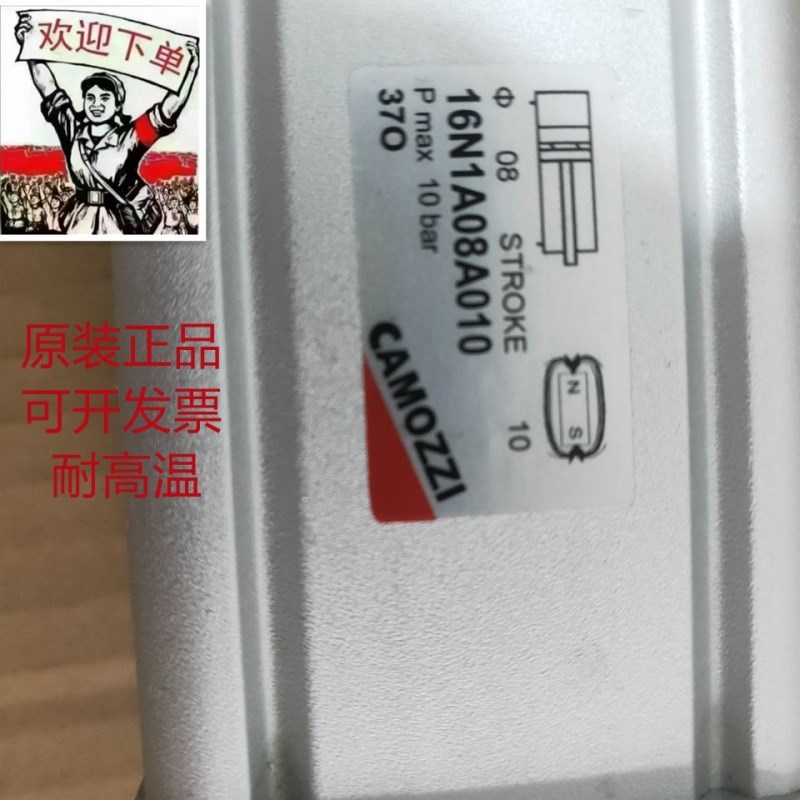 欢迎下单
原装正品
可开发票
耐高温
Φ 08 STROKE 10
16N1A08A010
P max 10 bar
37O
CAMOZZI
N S